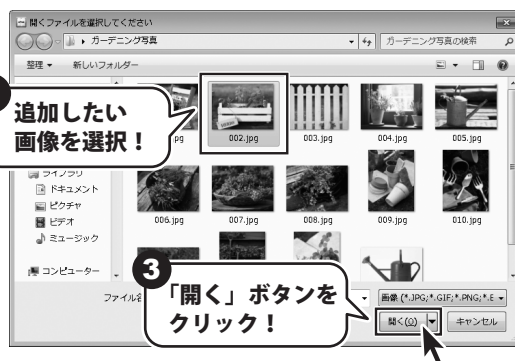 開くファイルを選択してください
ガーデニング写真
ガーデニング写真の検索
整理 ▼ 新しいフォルダー
追加したい
画像を選択！
002.jpg
003.jpg
004.jpg
005.jpg
ライブラリ
ドキュメント
ピクチャ
ビデオ
ミュージック
コンピューター
006.jpg
007.jpg
008.jpg
009.jpg
010.jpg
3
「開く」ボタンを
クリック！
画像 (*.JPG;*.GIF;*.PNG;*.E
開く(O)
キャンセル